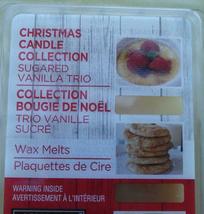 CHRISTMAS
CANDLE
COLLECTION
SUGARED
VANILLA TRIO
COLLECTION
BOUGIE DE NOËL
TRIO VANILLE
SUCRÉ
Wax Melts
Plaquettes de Cire
WARNING INSIDE
AVERTISSEMENT À L'INTÉRIEUR